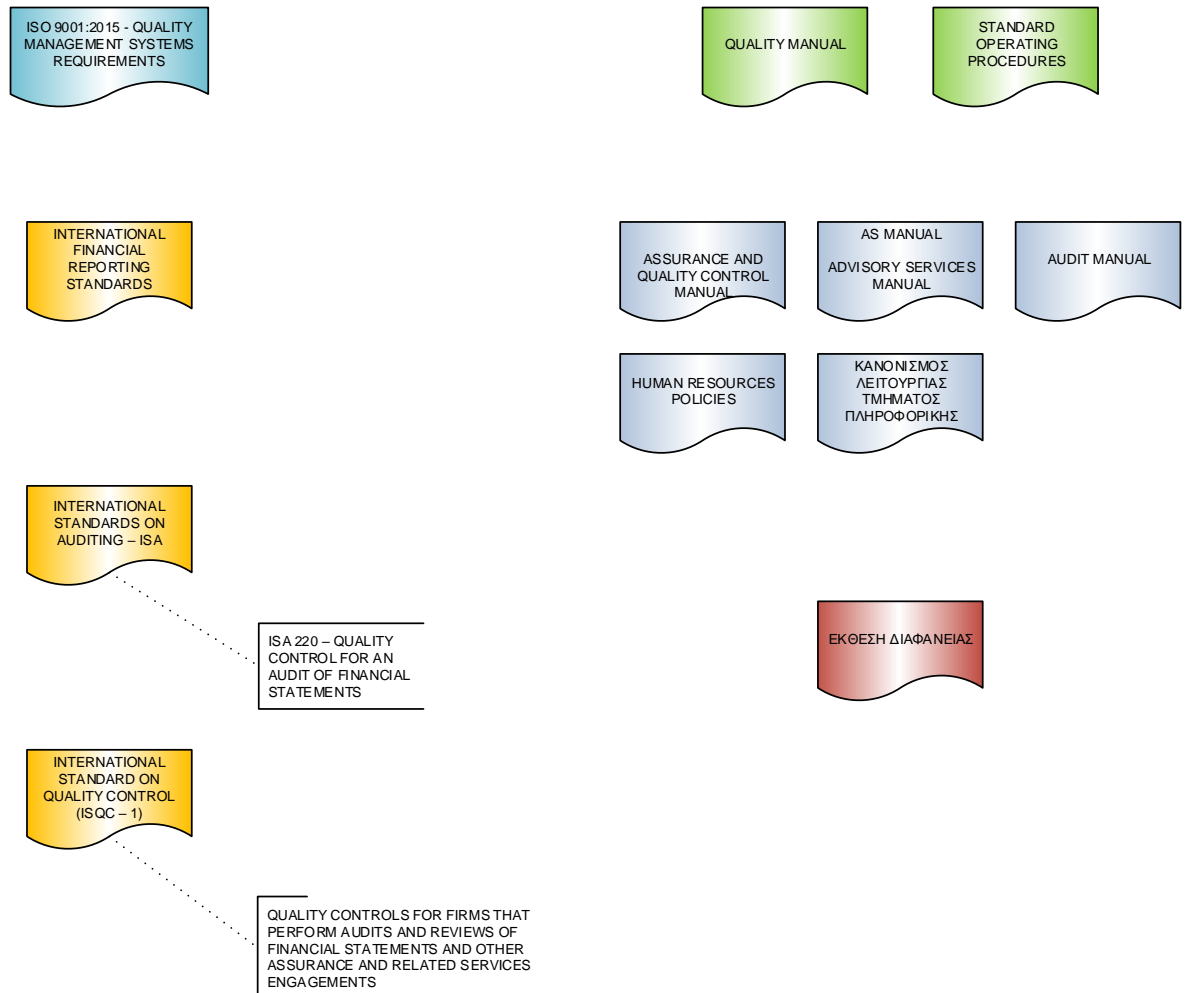 ISO 9001:2015 - QUALITY
MANAGEMENT SYSTEMS
REQUIREMENTS
QUALITY MANUAL
STANDARD
OPERATING
PROCEDURES
INTERNATIONAL
FINANCIAL
REPORTING
STANDARDS
ASSURANCE AND
QUALITY CONTROL
MANUAL
AS MANUAL
ADVISORY SERVICES
MANUAL
AUDIT MANUAL
HUMAN RESOURCES
POLICIES
ΚΑΝΟΝΙΣΜΟΣ
ΛΕΙΤΟΥΡΓΙΑΣ
ΤΜΗΜΑΤΟΣ
ΠΛΗΡΟΦΟΡΙΚΗΣ
INTERNATIONAL
STANDARDS ON
AUDITING – ISA
ISA 220 – QUALITY
CONTROL FOR AN
AUDIT OF FINANCIAL
STATEMENTS
ΕΚΘΕΣΗ ΔΙΑΦΑΝΕΙΑΣ
INTERNATIONAL
STANDARD ON
QUALITY CONTROL
(ISQC – 1)
QUALITY CONTROLS FOR FIRMS THAT
PERFORM AUDITS AND REVIEWS OF
FINANCIAL STATEMENTS AND OTHER
ASSURANCE AND RELATED SERVICES
ENGAGEMENTS